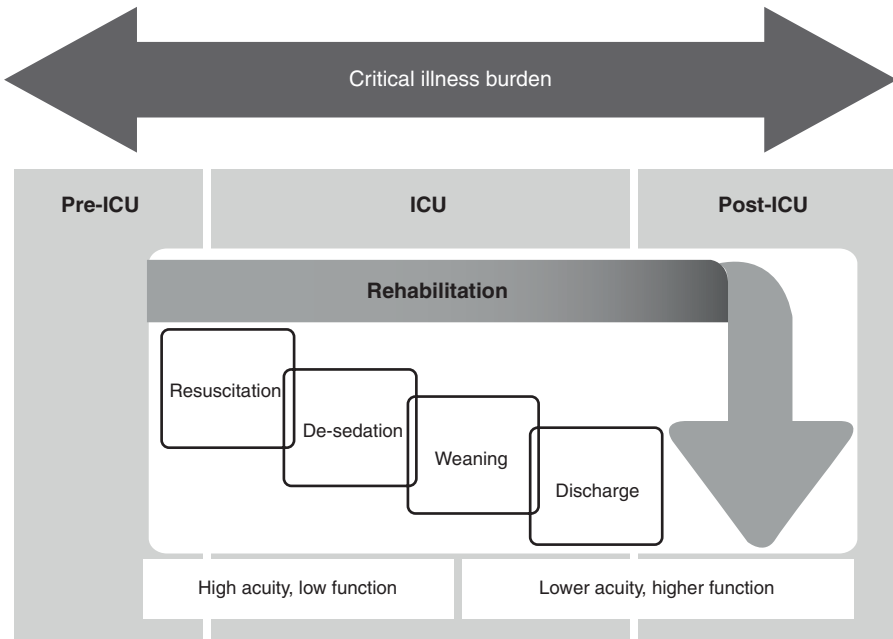 Critical illness burden
Pre-ICU
ICU
Post-ICU
Rehabilitation
Resuscitation
De-sedation
Weaning
Discharge
High acuity, low function
Lower acuity, higher function